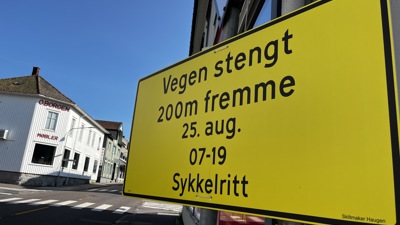 Vegen stengt
200m fremme
25. aug.
07-19
Sykkelritt
Skiltmaker Haugen
MØBLER